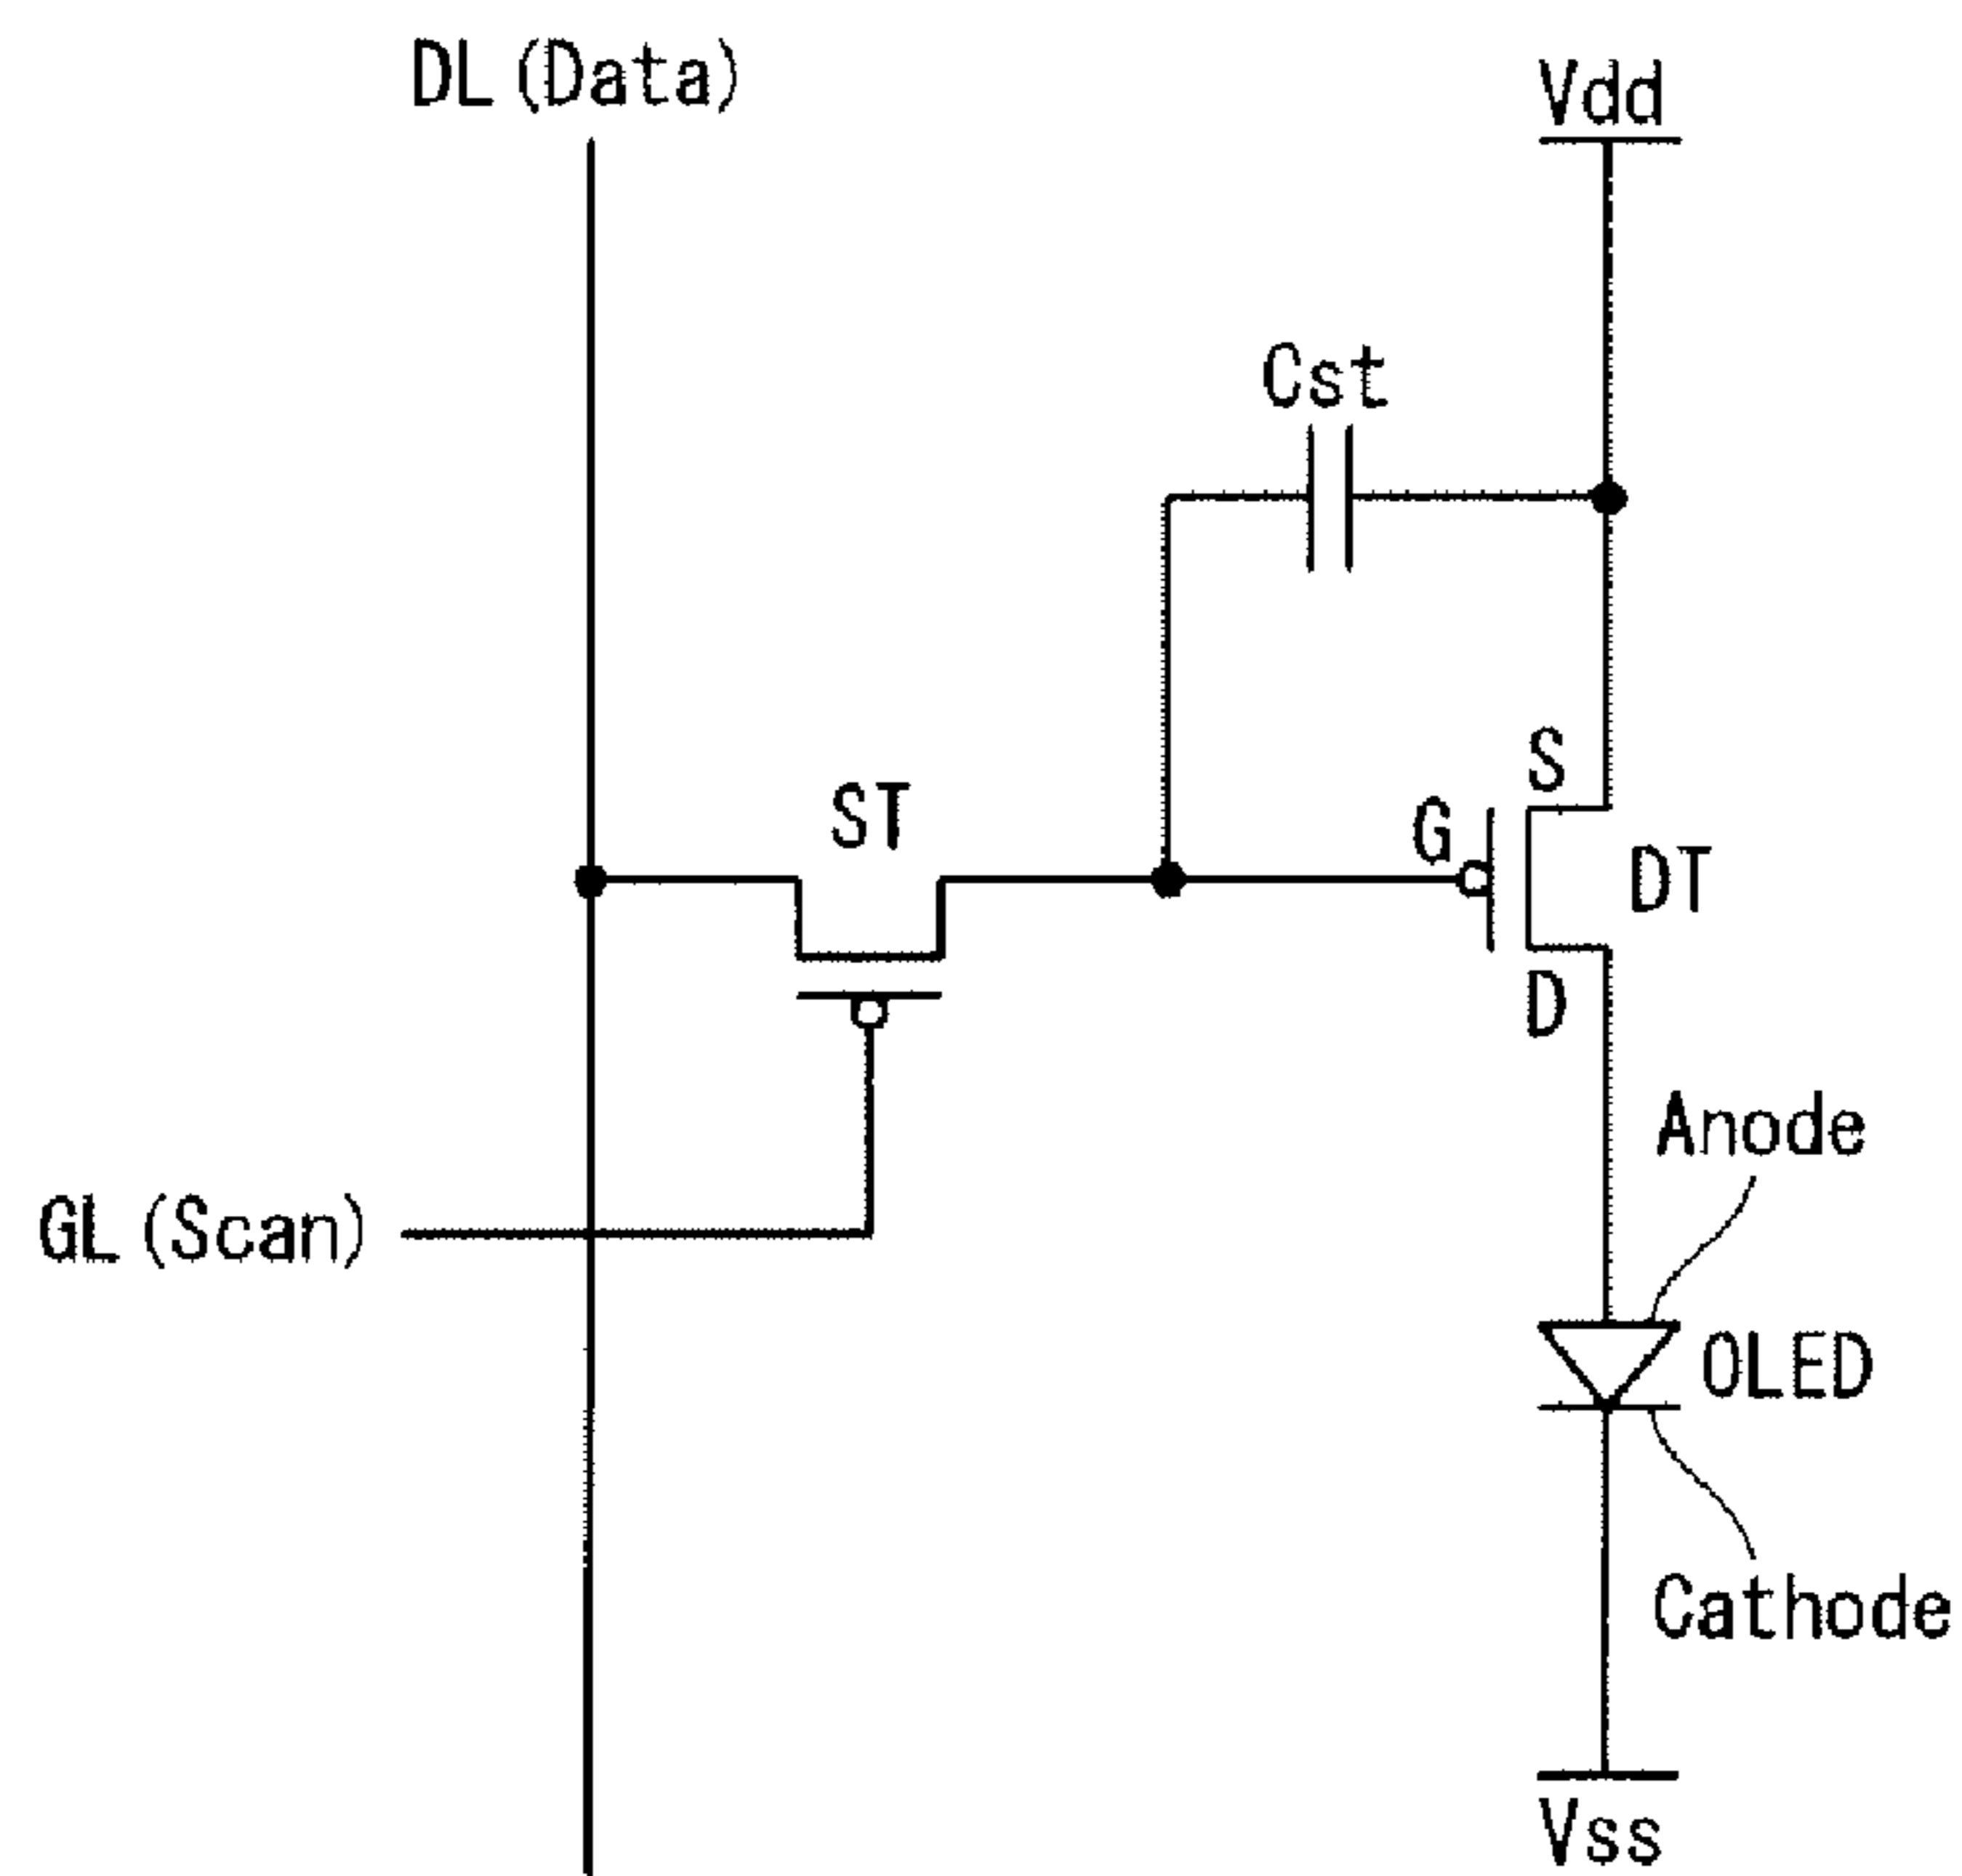 DL(Data)
Vdd
Cst
S
ST
G
DT
D
Anode
GL(Scan)
OLED
Cathode
Vss